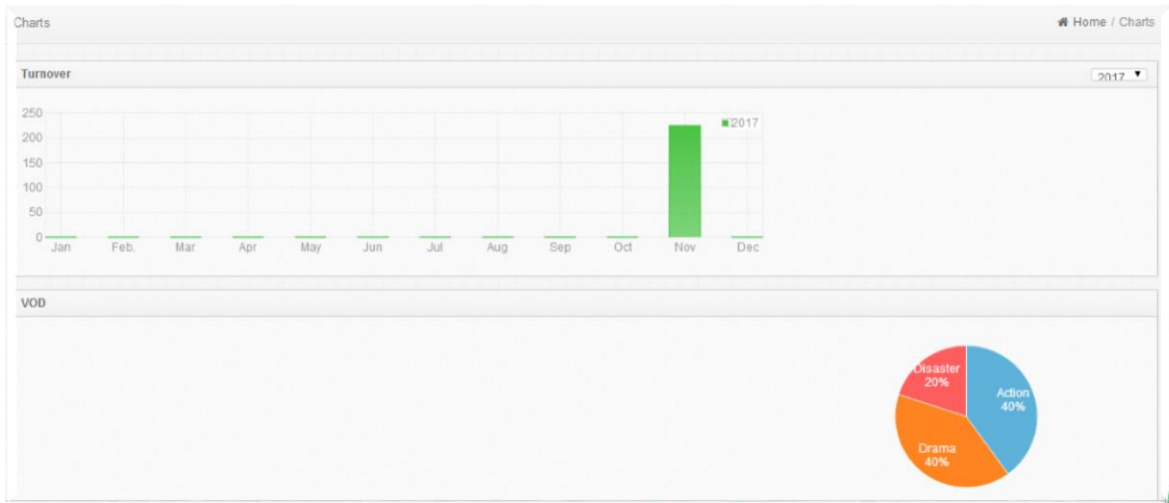 Charts
Home / Charts
Turnover
2017
250
200
150
100
50
0
2017
Jan Feb. Mar Apr May Jun Jul Aug Sep Oct Nov Dec
VOD
Disaster
20%
Action
40%
Drama
40%